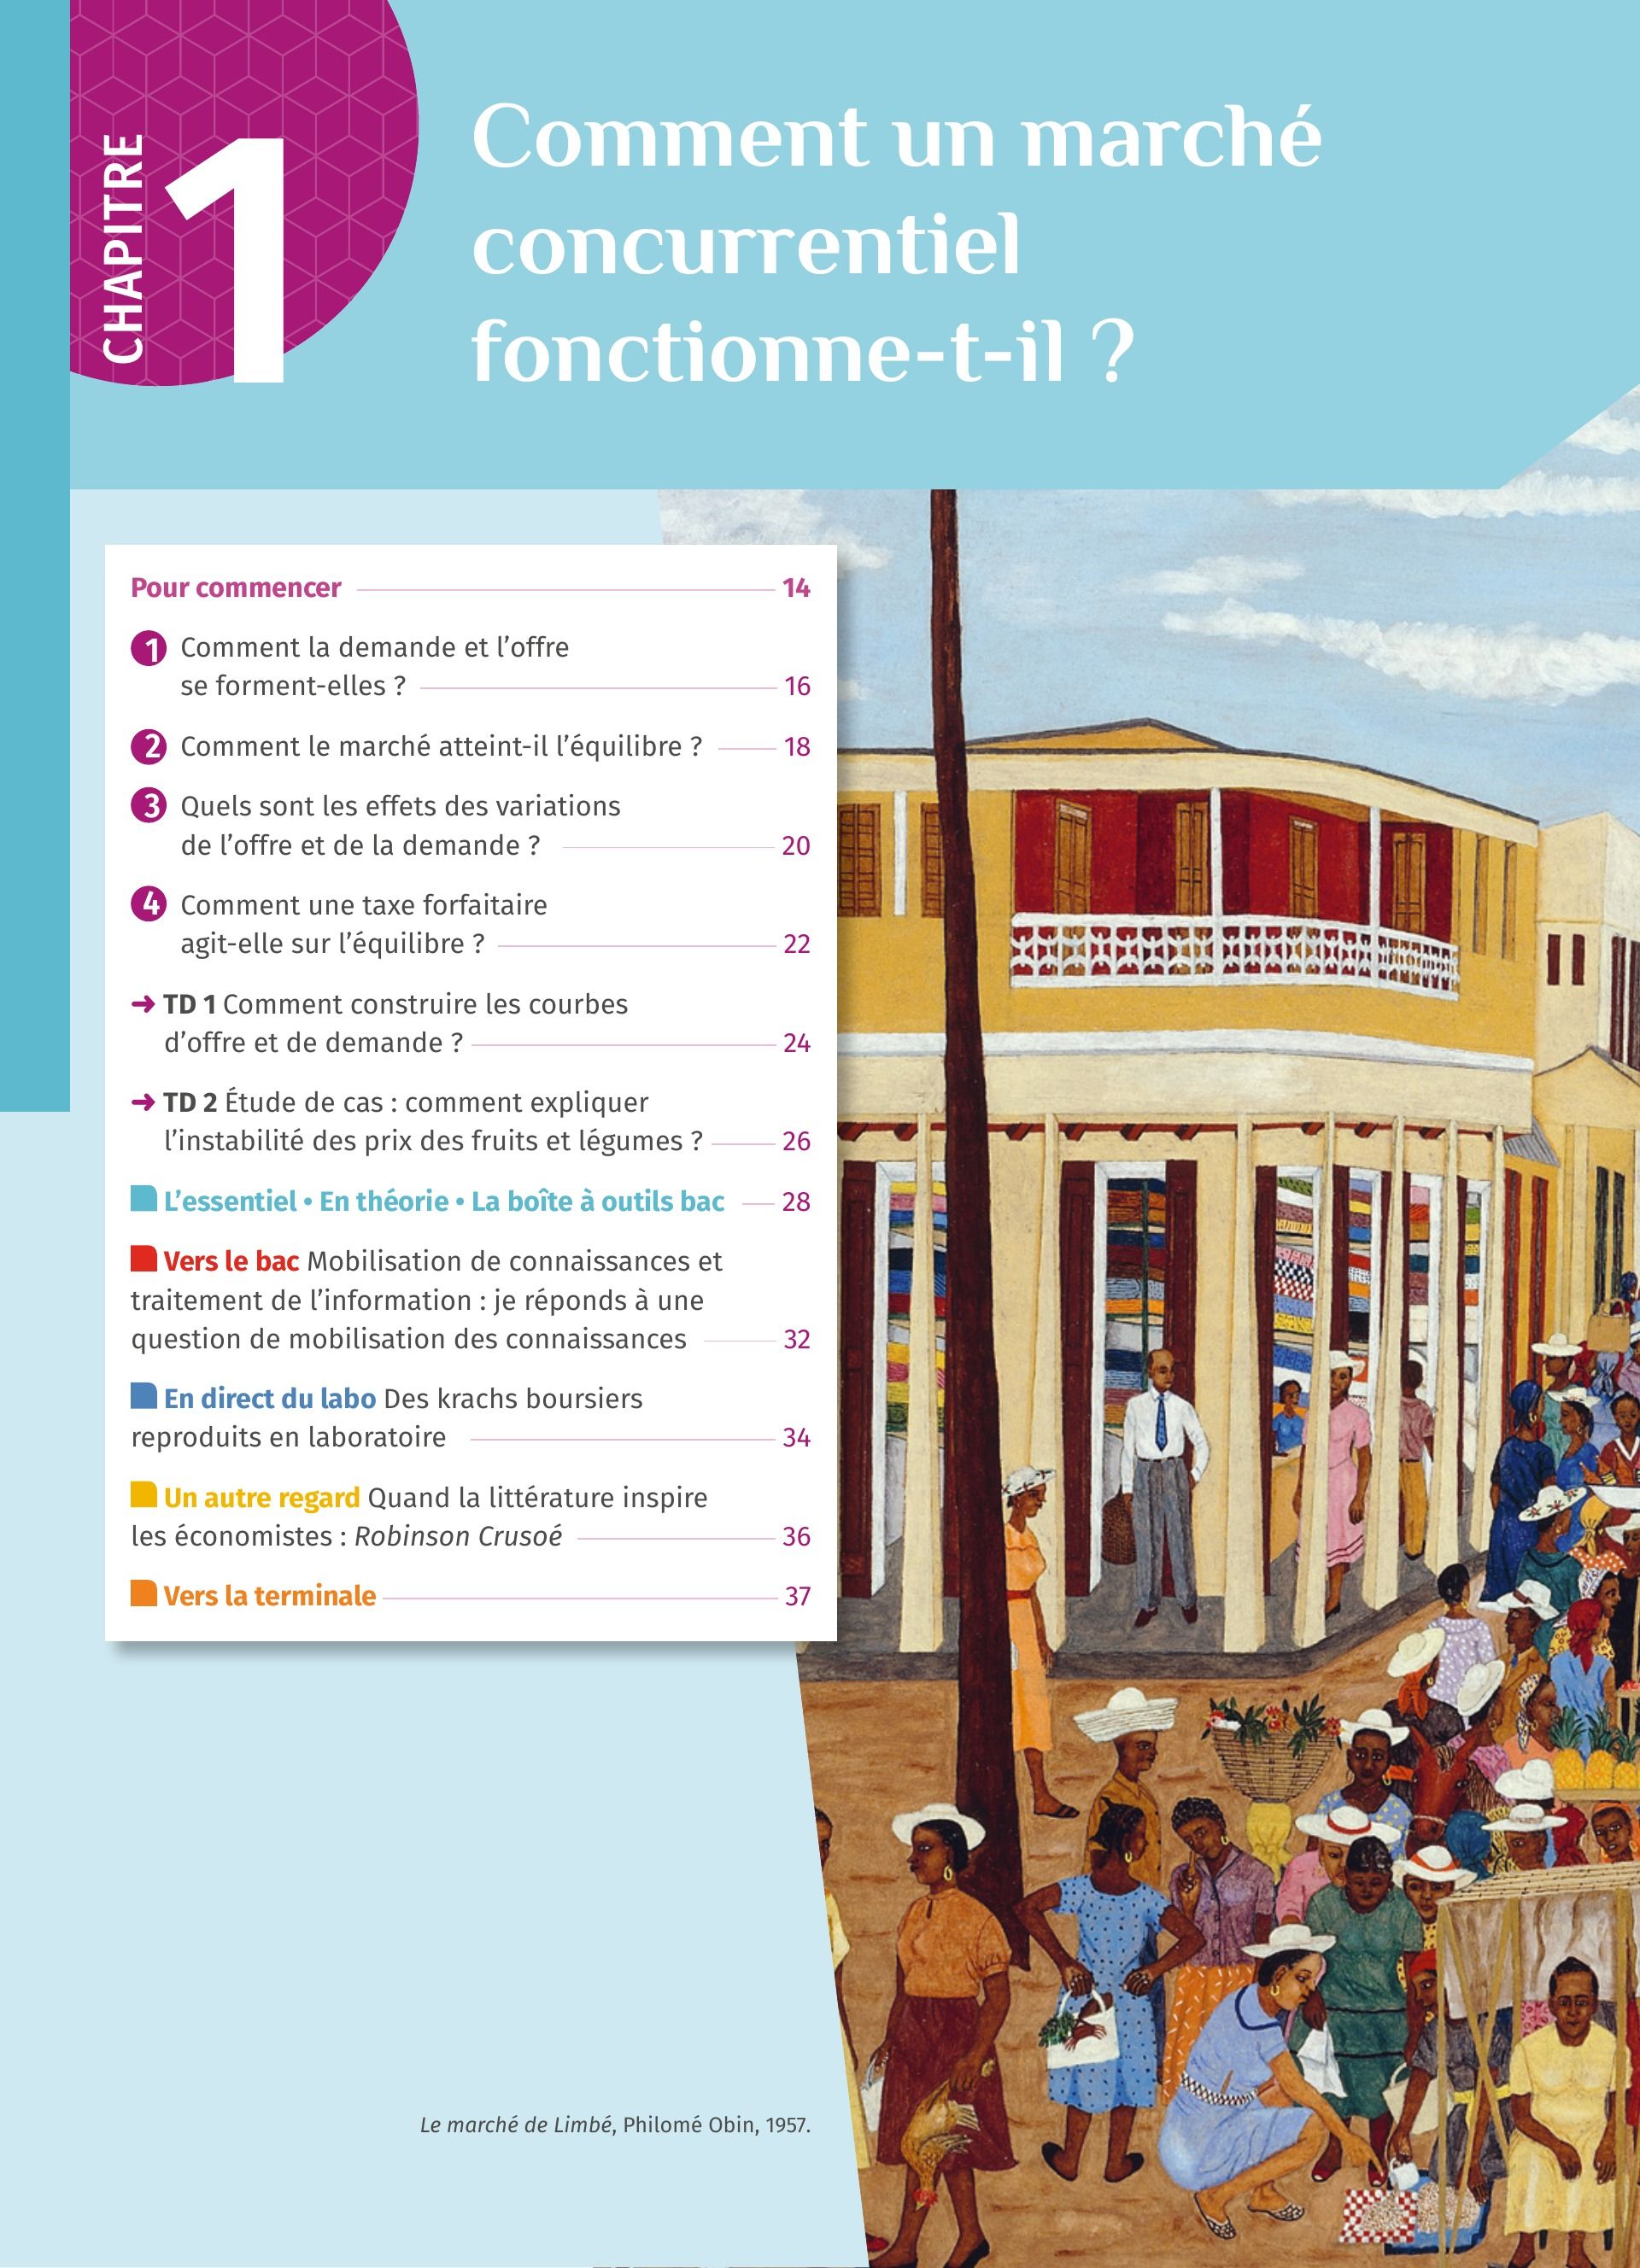 CHAPITRE
1
Comment un marché
concurrentiel
fonctionne-t-il ?
Pour commencer 14
1 Comment la demande et l’offre
se forment-elles ? 16
2 Comment le marché atteint-il l’équilibre ? 18
3 Quels sont les effets des variations
de l’offre et de la demande ? 20
4 Comment une taxe forfaitaire
agit-elle sur l’équilibre ? 22
➜ TD 1 Comment construire les courbes
d’offre et de demande ? 24
➜ TD 2 Étude de cas : comment expliquer
l’instabilité des prix des fruits et légumes ? 26
L’essentiel • En théorie • La boîte à outils bac 28
Vers le bac Mobilisation de connaissances et
traitement de l’information : je réponds à une
question de mobilisation des connaissances 32
En direct du labo Des krachs boursiers
reproduits en laboratoire 34
Un autre regard Quand la littérature inspire
les économistes : Robinson Crusoé 36
Vers la terminale 37
Le marché de Limbé, Philomé Obin, 1957.